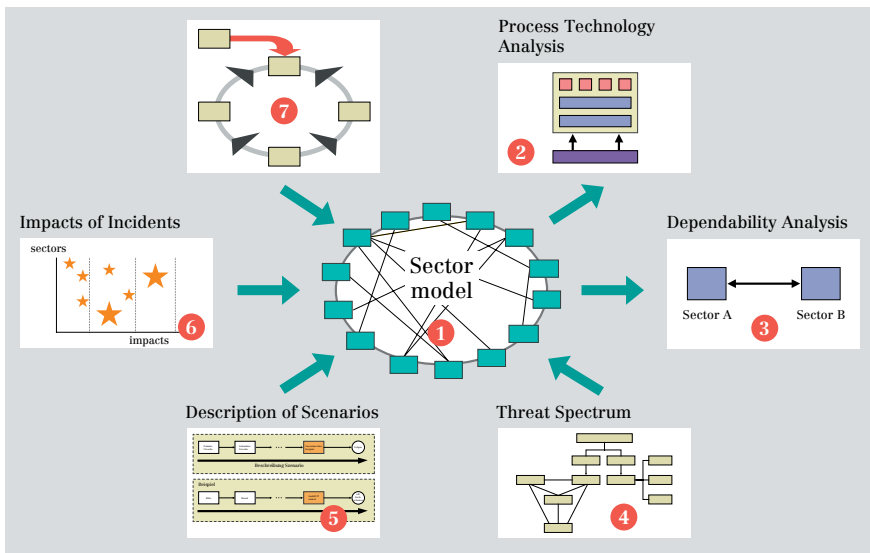 Process Technology
Analysis
7
2
Impacts of Incidents
Dependability Analysis
sectors
Sector
model
Sector A
Sector B
1
3
6
impacts
Description of Scenarios
Threat Spectrum
...
Beschreibung Szenario
Beispiel
...
5
4